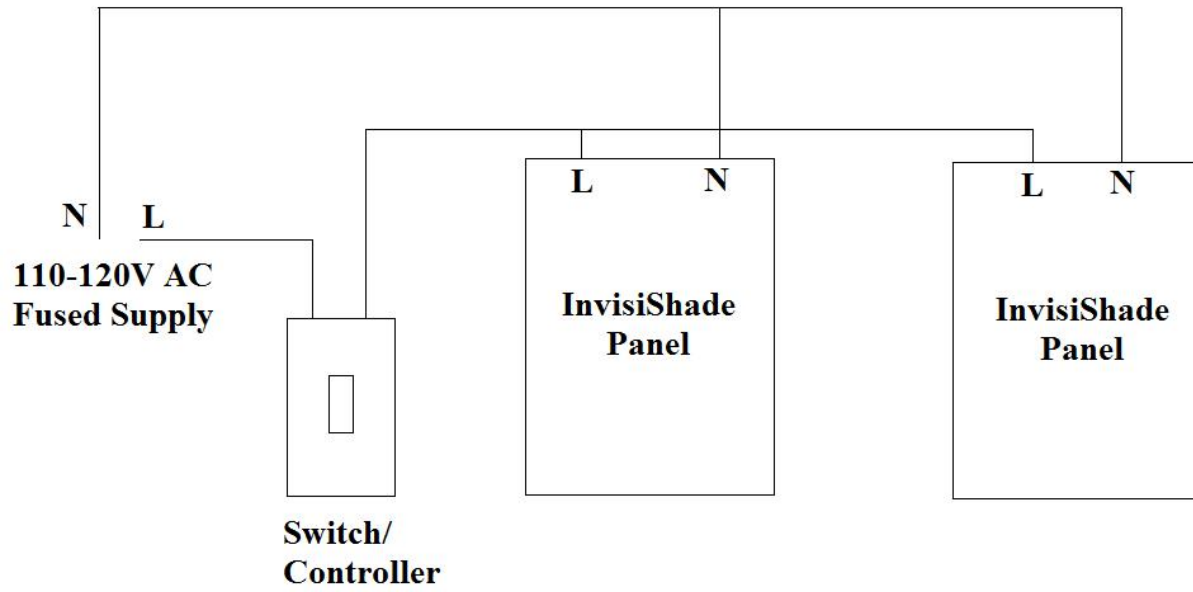 N L
110-120V AC
Fused Supply
Switch/
Controller
L N
InvisiShade
Panel
L N
InvisiShade
Panel